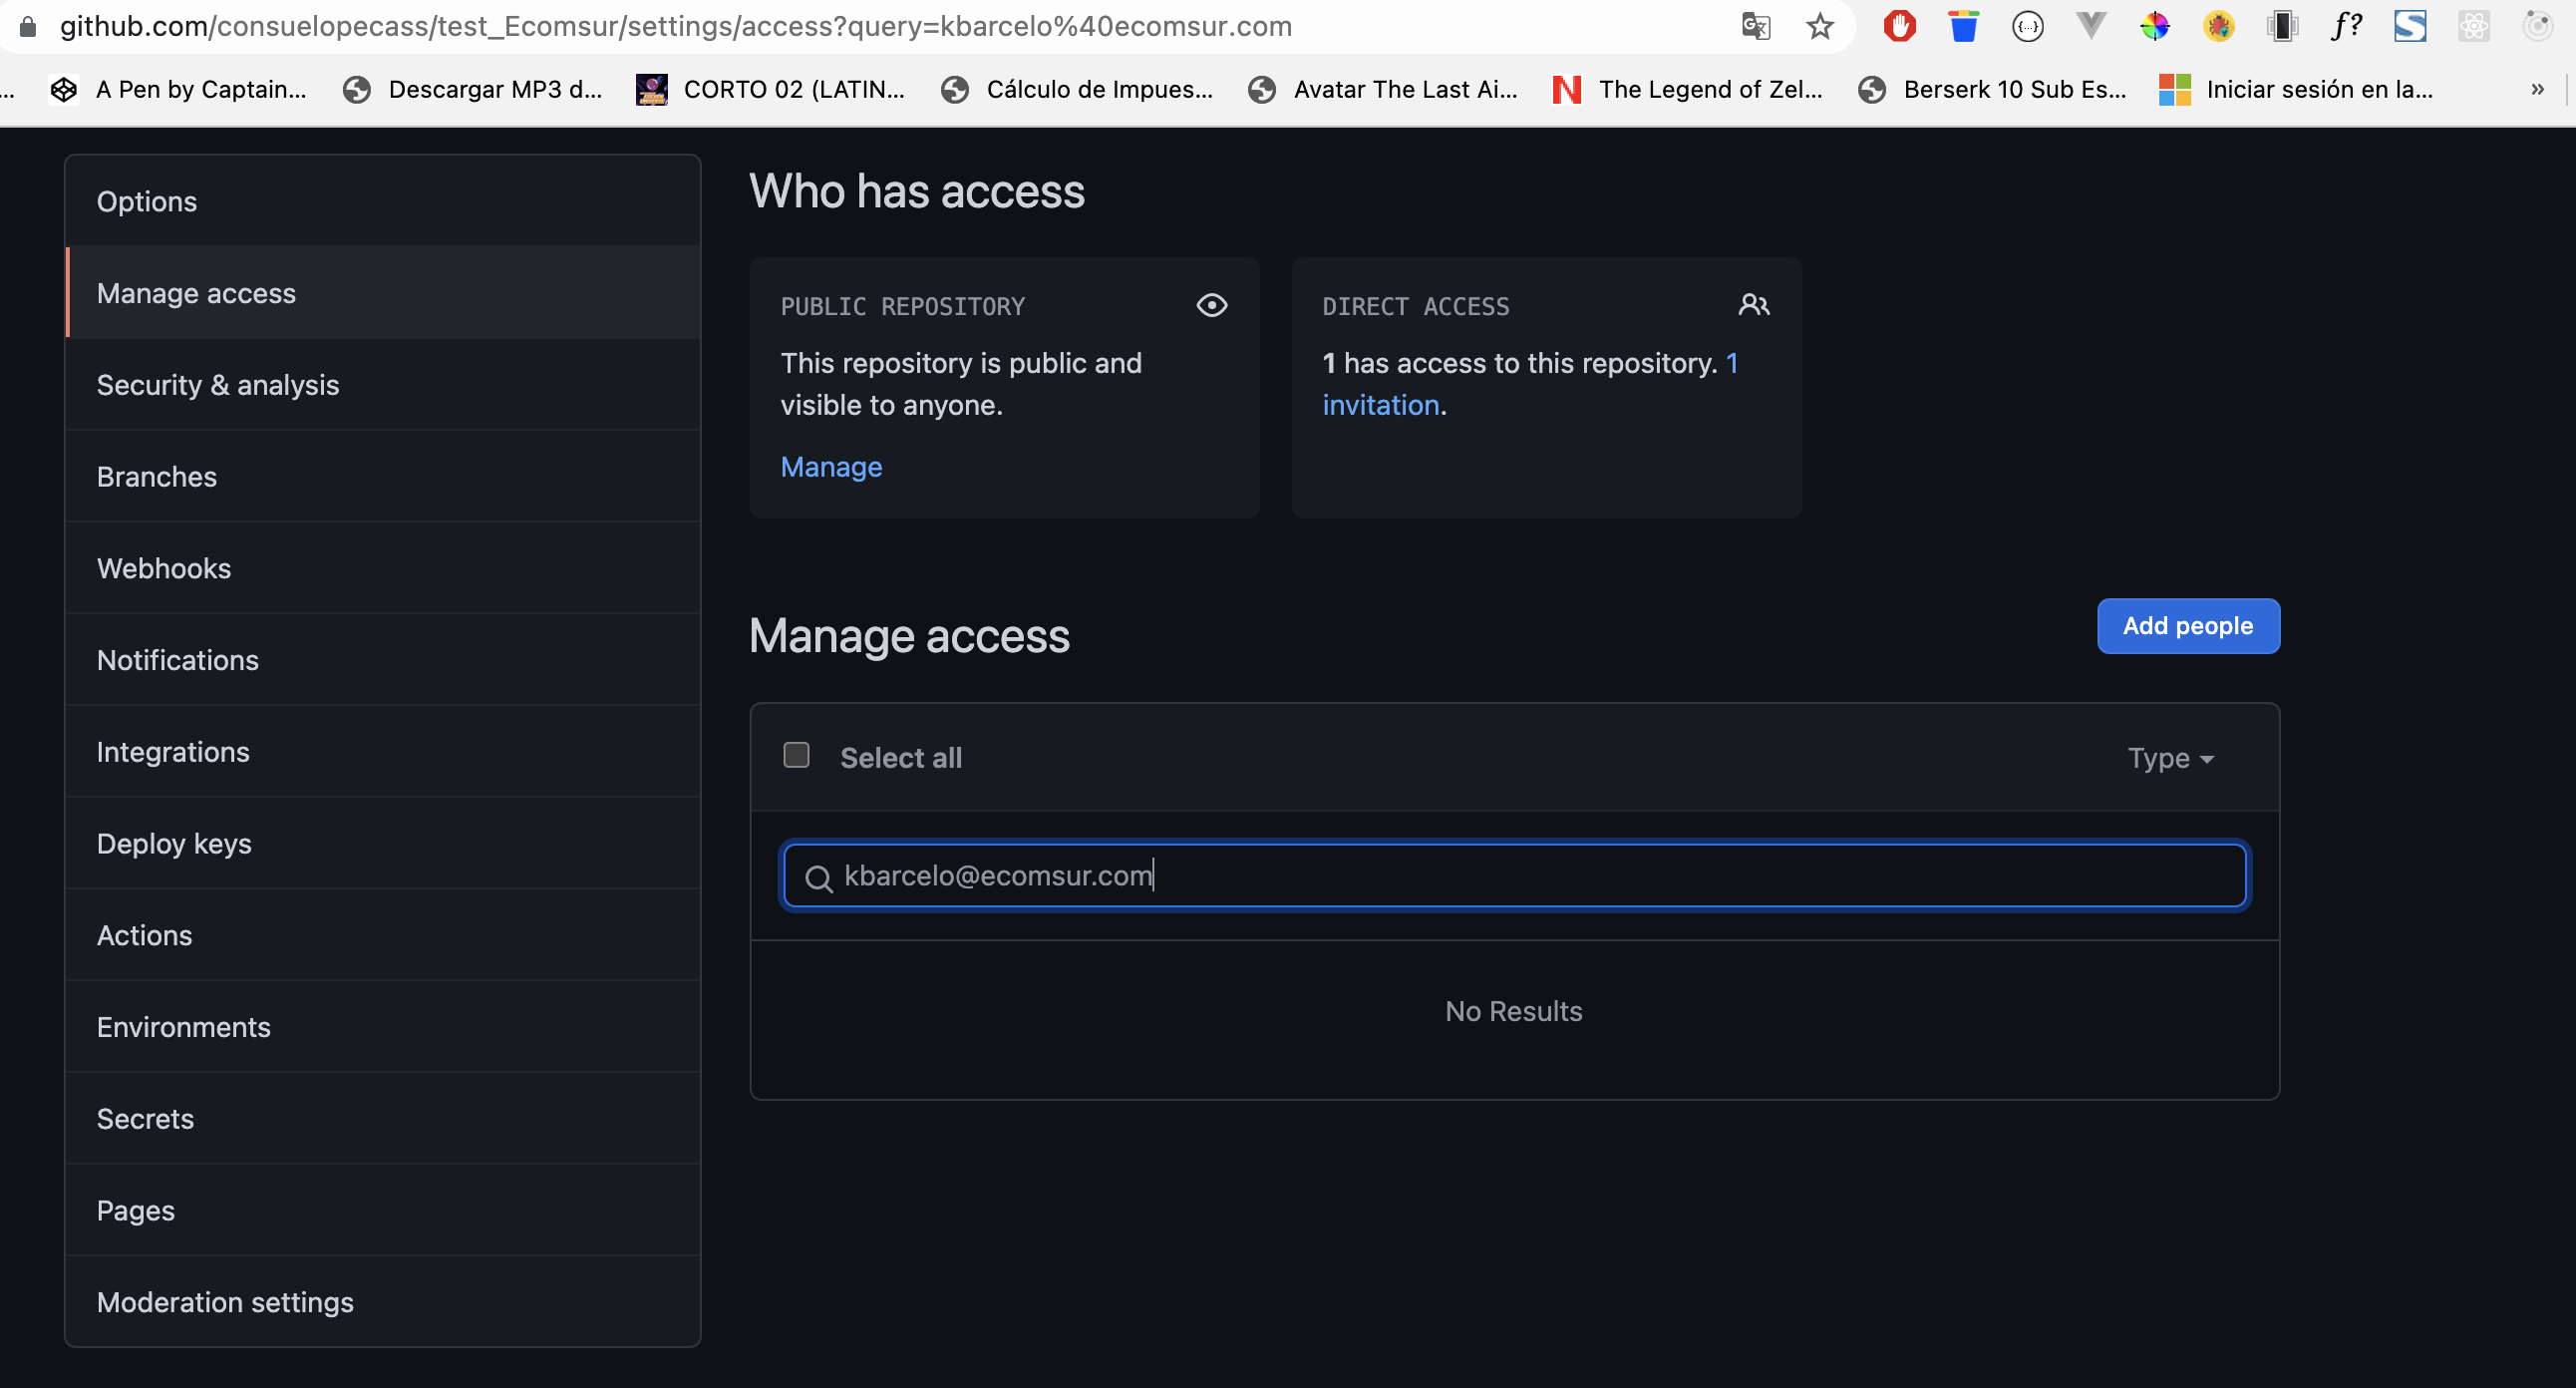 github.com/consuelopecass/test_Ecomsur/settings/access?query=kbarcelo%40ecomsur.com
... A Pen by Captain... Descargar MP3 d... CORTO 02 (LATIN... Cálculo de Impues... Avatar The Last Ai... The Legend of Zel... Berserk 10 Sub Es... Iniciar sesión en la... »
Options
Manage access
Security & analysis
Branches
Webhooks
Notifications
Integrations
Deploy keys
Actions
Environments
Secrets
Pages
Moderation settings
Who has access
PUBLIC REPOSITORY
This repository is public and
visible to anyone.
Manage
DIRECT ACCESS
1 has access to this repository. 1
invitation.
Manage access
Add people
Select all
Type
kbarcelo@ecomsur.com
No Results